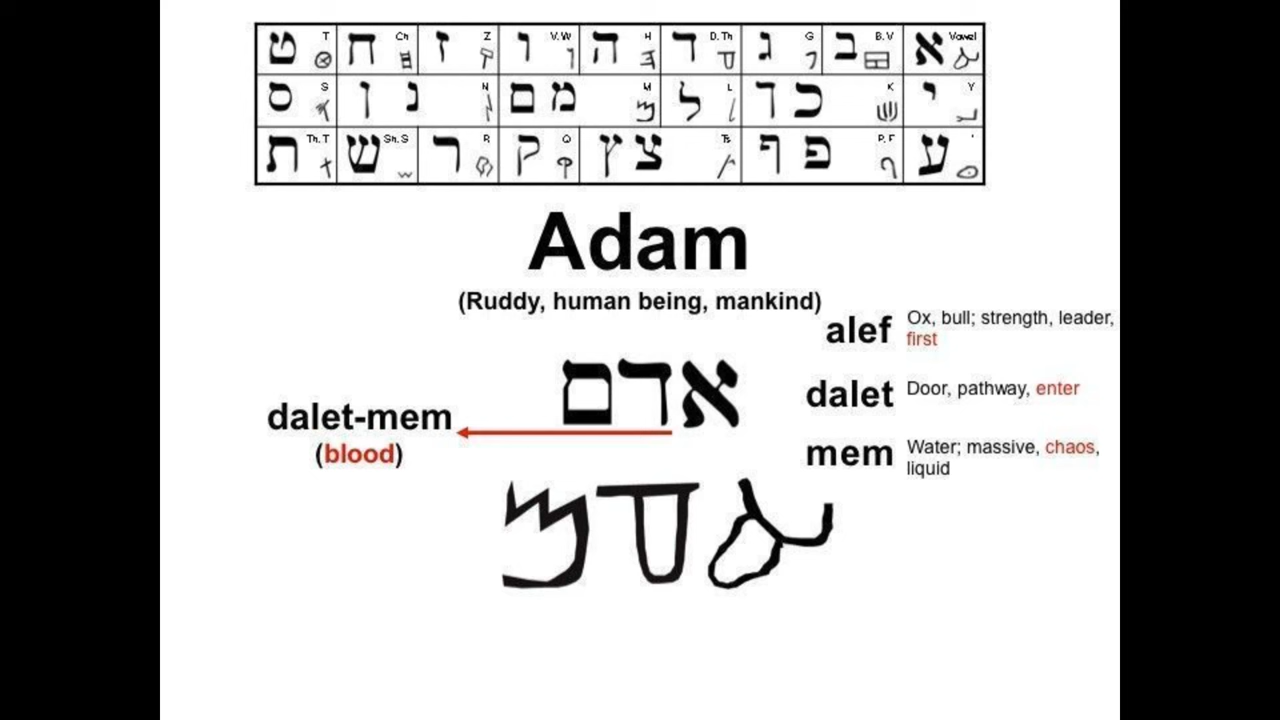 א Vowel ב B.V ג G ד D.Th ה H ו V.W ז Z ח Ch ט T
י Y כ ך K ל L מ ם M נ ן N ס S
ע ' פ ף P.F צ ץ Ts ק Q ר R ש Sh.S ת Th.T
Adam
(Ruddy, human being, mankind)
alef Ox, bull; strength, leader,
first
אדם
dalet Door, pathway, enter
dalet-mem
(blood)
mem Water; massive, chaos,
liquid